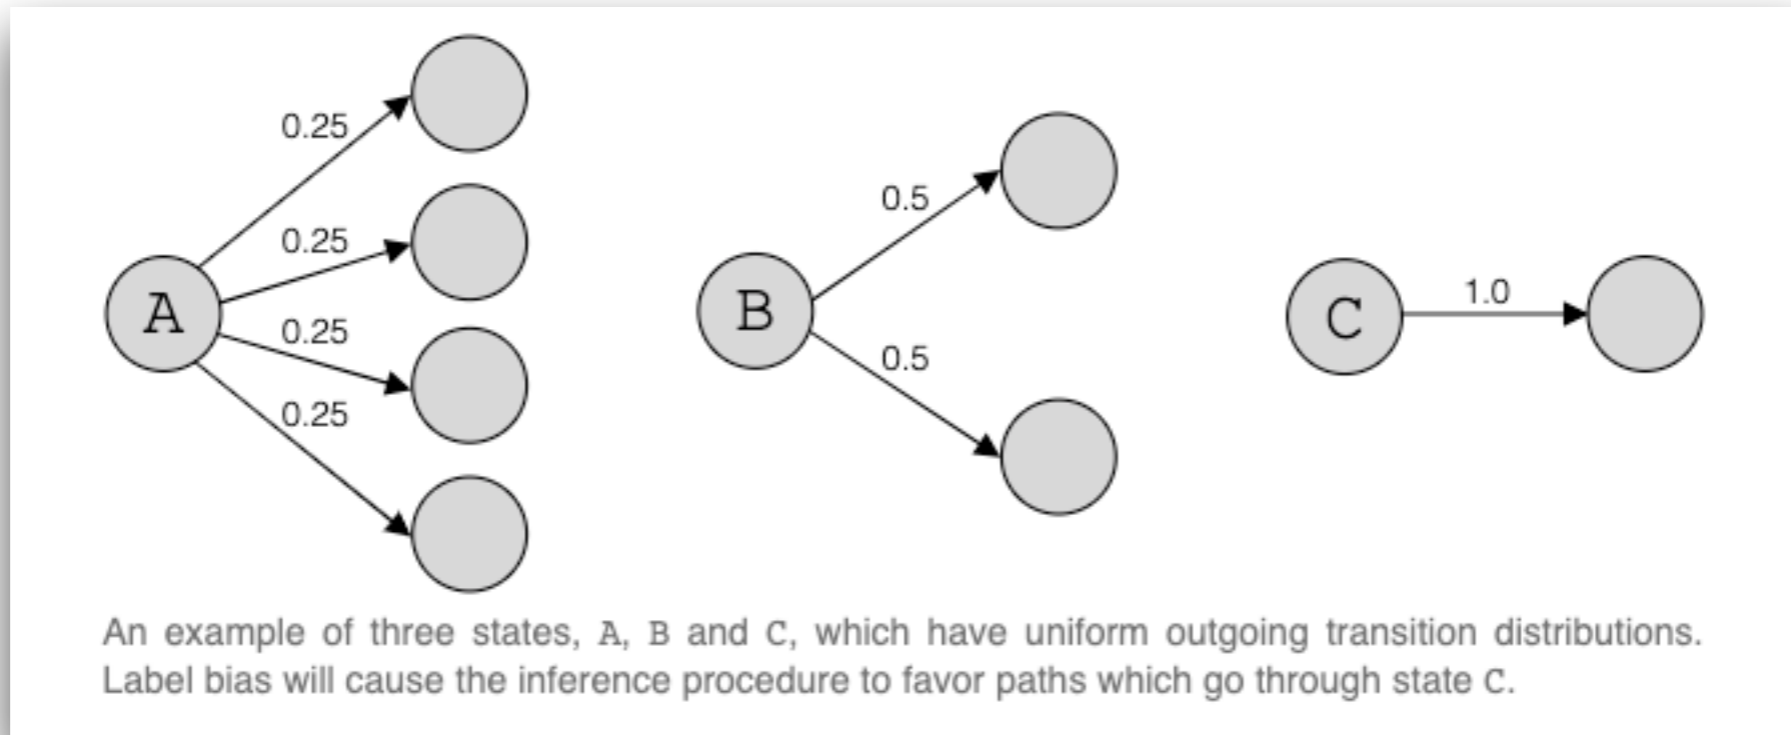 0.25
0.25
0.25
0.25
A
0.5
0.5
B
1.0
C
An example of three states, A, B and C, which have uniform outgoing transition distributions.
Label bias will cause the inference procedure to favor paths which go through state C.